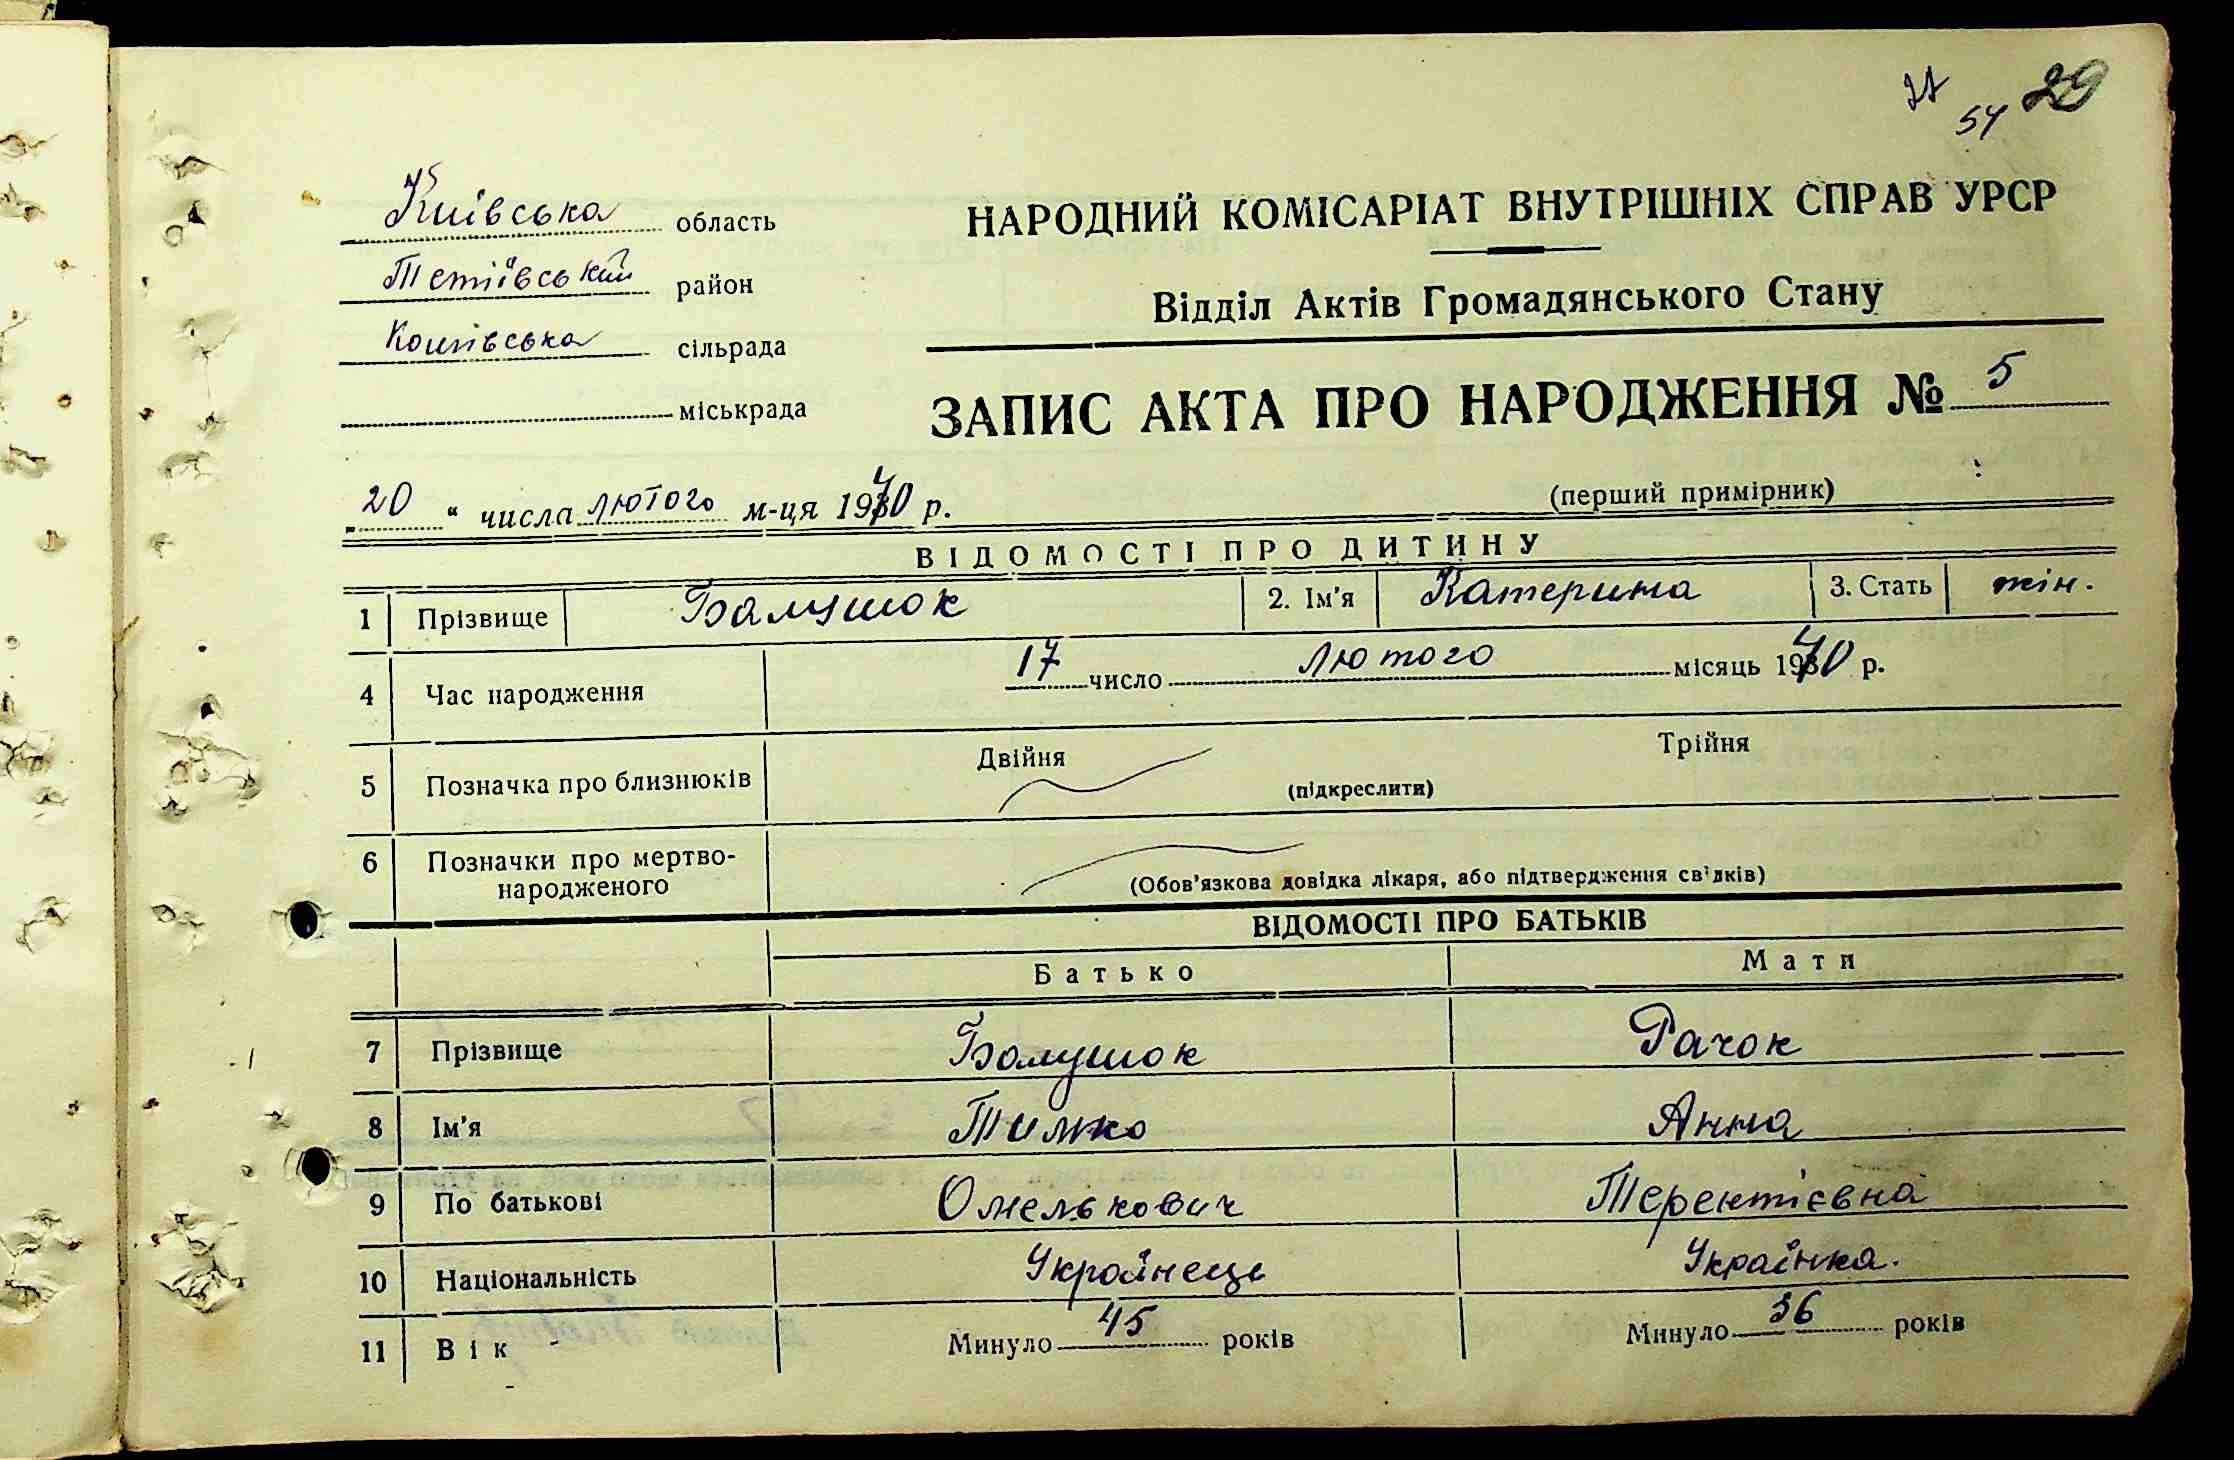 21
54 29
Київська область
Тетіївський район
Кошівська сільрада
міськрада
НАРОДНИЙ КОМІСАРІАТ ВНУТРІШНІХ СПРАВ УРСР
Відділ Актів Громадянського Стану
ЗАПИС АКТА ПРО НАРОДЖЕННЯ № 5
„ 20 “ числа лютого м-ця 1940 р.
(перший примірник)
ВІДОМОСТІ ПРО ДИТИНУ
1 Прізвище Балушок 2. Ім'я Катерина 3. Стать жін.
4 Час народження 17 число лютого місяць 1940 р.
5 Позначка про близнюків Двійня (підкреслити) Трійня
6 Позначки про мертво-
народженого (Обов'язкова довідка лікаря, або підтвердження свідків)
ВІДОМОСТІ ПРО БАТЬКІВ
Батько Мати
7 Прізвище Балушок Рачок
8 Ім'я Тимко Анна
9 По батькові Омелькович Терентієвна
10 Національність Українець Українка.
11 Вік Минуло 45 років Минуло 36 років